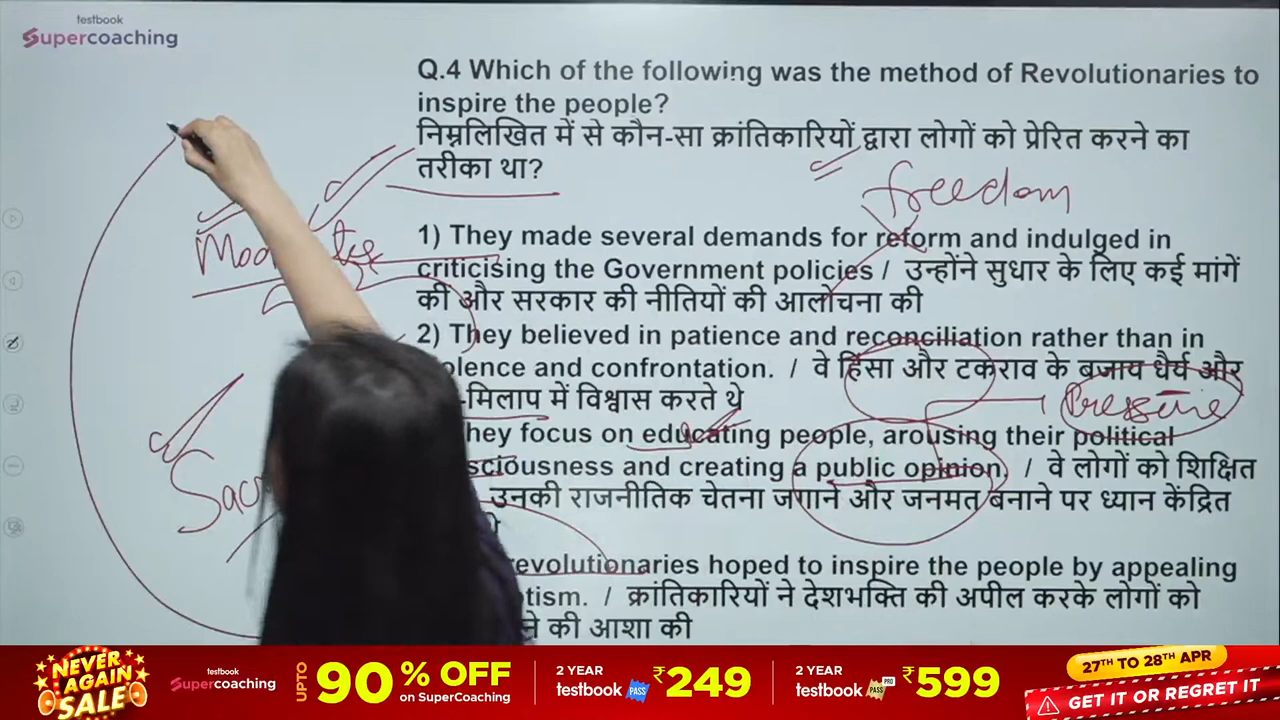 testbook
Supercoaching
Q.4 Which of the following was the method of Revolutionaries to
inspire the people?
निम्नलिखित में से कौन-सा क्रांतिकारियों द्वारा लोगों को प्रेरित करने का
तरीका था?
freedom
1) They made several demands for reform and indulged in
criticising the Government policies / उन्होंने सुधार के लिए कई मांगें
कीं और सरकार की नीतियों की आलोचना की
2) They believed in patience and reconciliation rather than in
olence and confrontation. / वे हिंसा और टकराव के बजाय धैर्य और
-मिलाप में विश्वास करते थे
Pressure
hey focus on educating people, arousing their political
sciousness and creating a public opinion, / वे लोगों को शिक्षित
उनकी राजनीतिक चेतना जगाने और जनमत बनाने पर ध्यान केंद्रित
revolutionaries hoped to inspire the people by appealing
tism. / क्रांतिकारियों ने देशभक्ति की अपील करके लोगों को
ने की आशा की
NEVER
AGAIN
SALE
testbook
Supercoaching
UPTO 90% OFF
on SuperCoaching
2 YEAR
testbook PASS ₹249
2 YEAR
testbook PASS PRO ₹599
27TH TO 28TH APR
GET IT OR REGRET IT